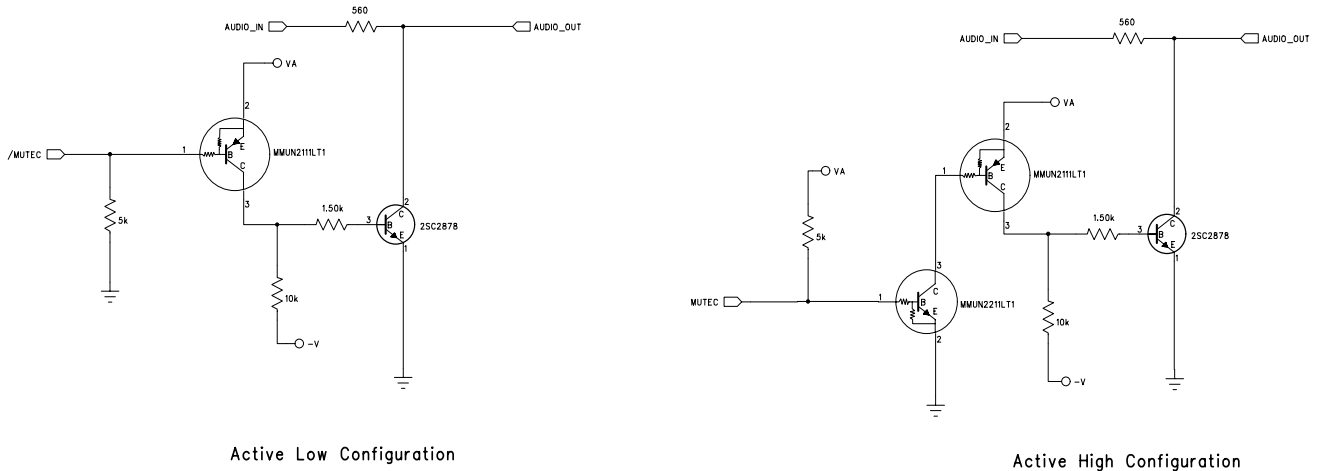 560
AUDIO_IN
AUDIO_OUT
VA
2
/MUTEC
1
B
E
C
MMUN2111LT1
3
5k
1.50k
3
B
C
E
2
1
2SC2878
10k
-V
Active Low Configuration
560
AUDIO_IN
AUDIO_OUT
VA
2
VA
1
B
E
C
MMUN2111LT1
3
5k
1.50k
3
B
C
E
2
1
2SC2878
3
MUTEC
1
B
C
E
MMUN2211LT1
2
10k
-V
Active High Configuration